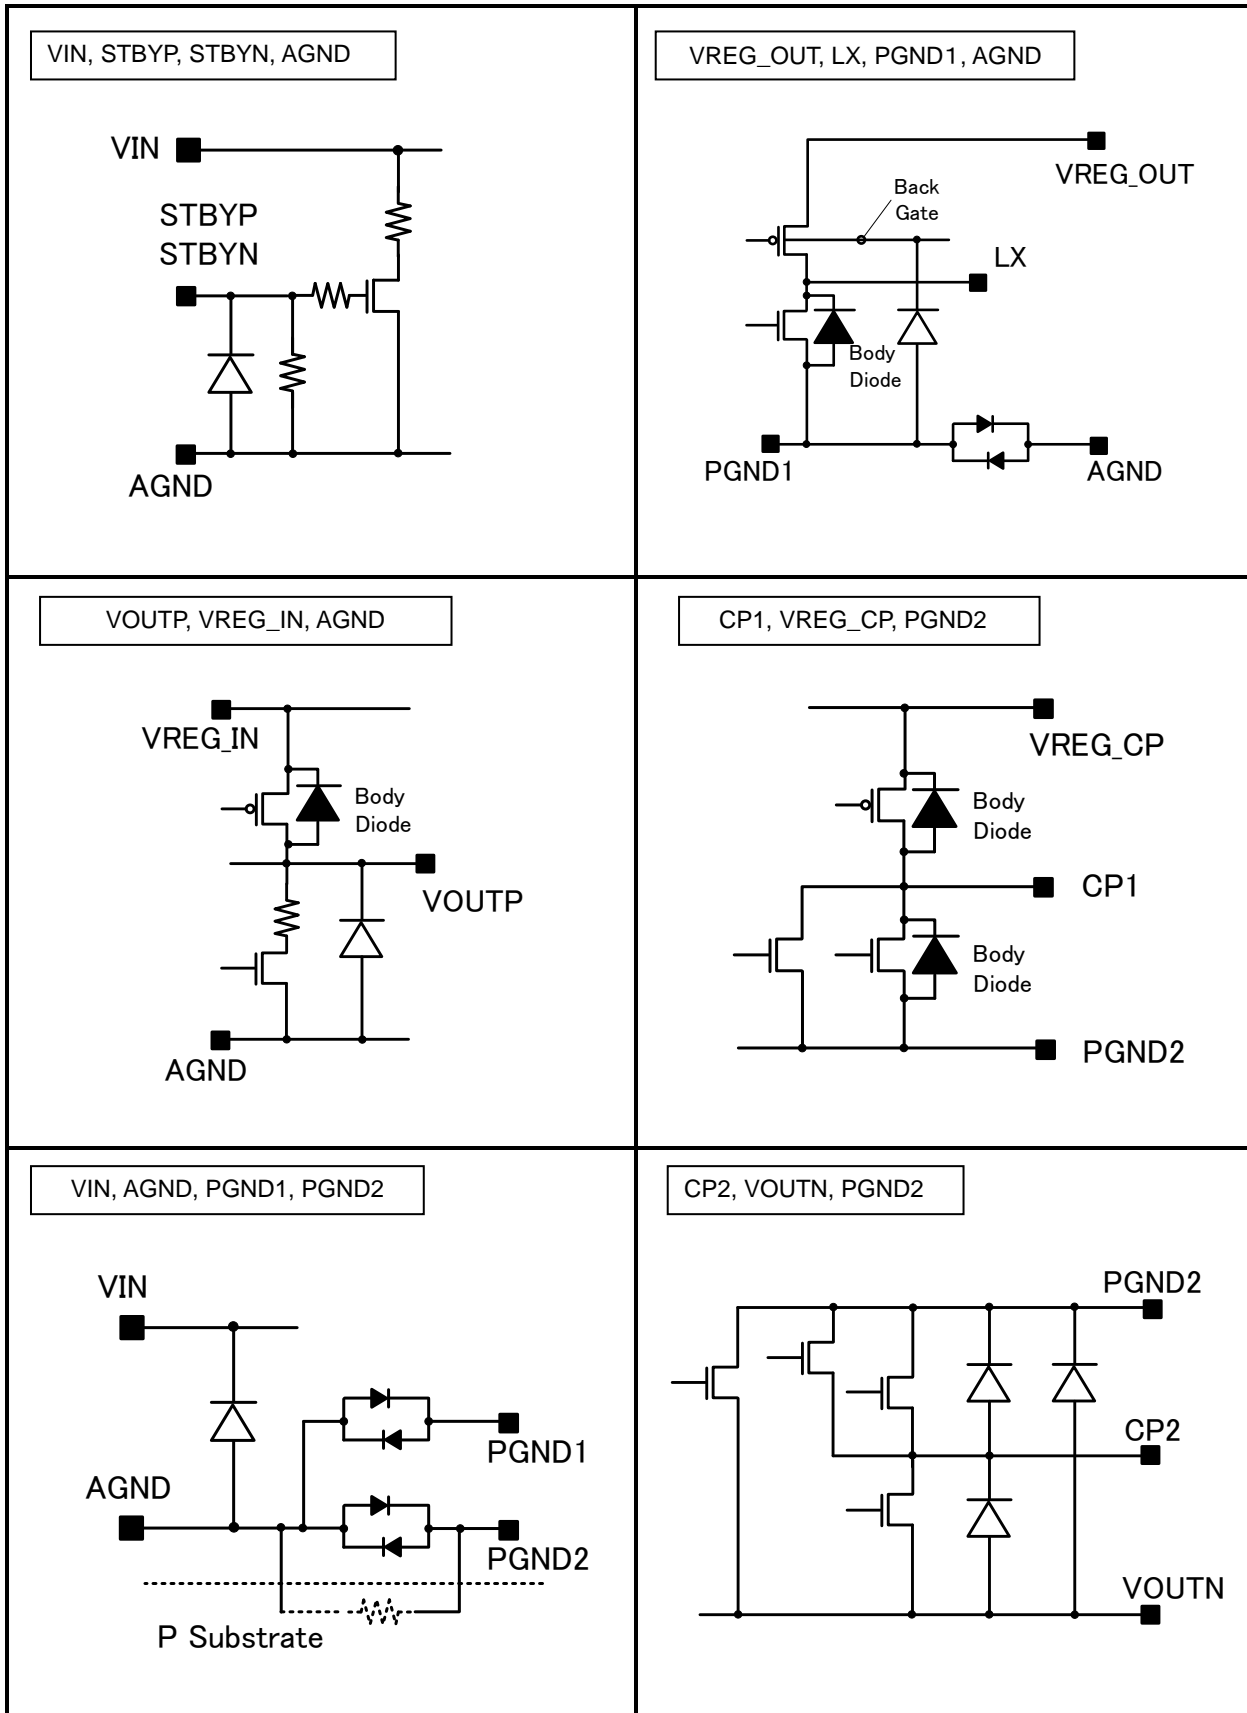 VIN, STBYP, STBYN, AGND
VIN
STBYP
STBYN
AGND
VREG_OUT, LX, PGND1, AGND
VREG_OUT
Back
Gate
LX
Body
Diode
PGND1
AGND
VOUTP, VREG_IN, AGND
VREG_IN
Body
Diode
VOUTP
AGND
CP1, VREG_CP, PGND2
VREG_CP
Body
Diode
CP1
Body
Diode
PGND2
VIN, AGND, PGND1, PGND2
VIN
PGND1
AGND
PGND2
P Substrate
CP2, VOUTN, PGND2
PGND2
CP2
VOUTN